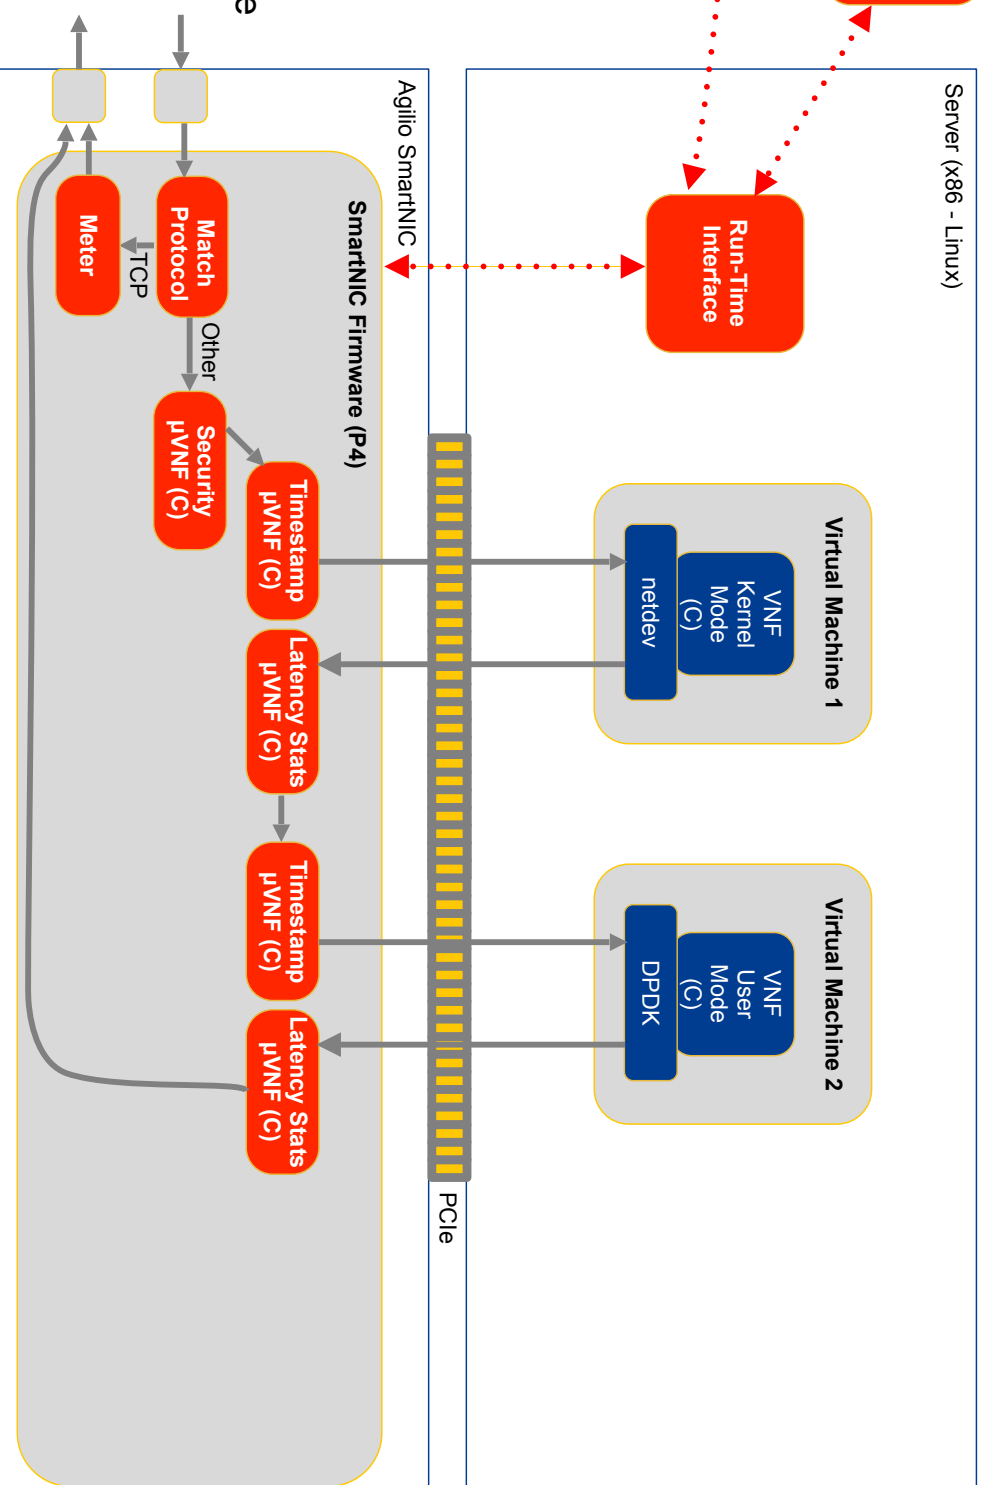 Server (x86 - Linux)
Run-Time
Interface
Virtual Machine 1
VNF
Kernel
Mode
(C)
netdev
Virtual Machine 2
VNF
User
Mode
(C)
DPDK
PCIe
Agilio SmartNIC
SmartNIC Firmware (P4)
Match
Protocol
TCP
Meter
Other
Security
µVNF (C)
Timestamp
µVNF (C)
Latency Stats
µVNF (C)
Timestamp
µVNF (C)
Latency Stats
µVNF (C)